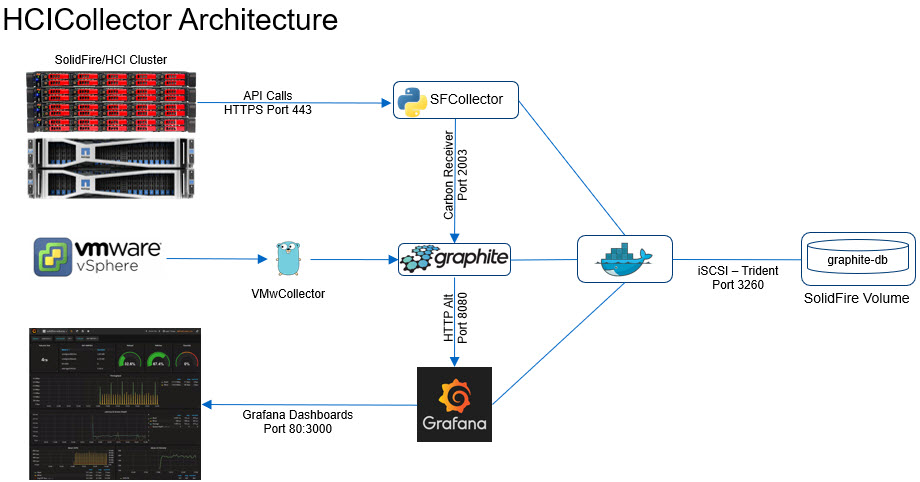 HCICollector Architecture
SolidFire/HCI Cluster
API Calls
HTTPS Port 443
SFCollector
Carbon Receiver
Port 2003
vmware
vSphere
VMwCollector
graphite
iSCSI – Trident
Port 3260
graphite-db
SolidFire Volume
HTTP Alt
Port 8080
Grafana
Grafana Dashboards
Port 80:3000